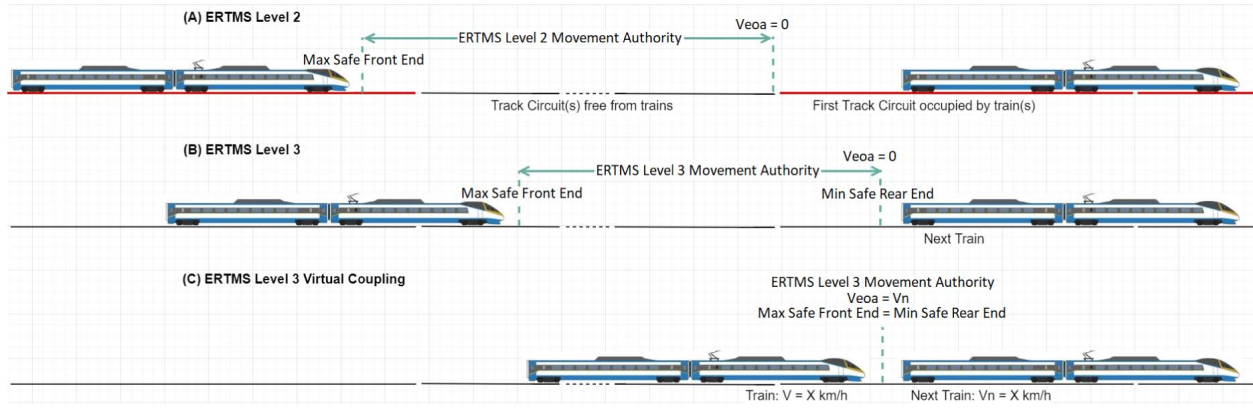 (A) ERTMS Level 2
Veoa = 0
ERTMS Level 2 Movement Authority
Max Safe Front End
Track Circuit(s) free from trains
First Track Circuit occupied by train(s)
(B) ERTMS Level 3
Veoa = 0
ERTMS Level 3 Movement Authority
Max Safe Front End
Min Safe Rear End
Next Train
(C) ERTMS Level 3 Virtual Coupling
ERTMS Level 3 Movement Authority
Veoa = Vn
Max Safe Front End = Min Safe Rear End
Train: V = X km/h
Next Train: Vn = X km/h